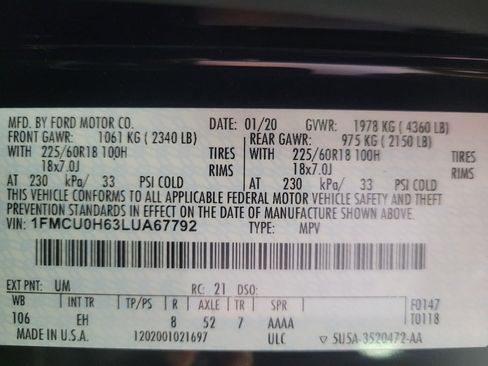 MFD. BY FORD MOTOR CO. DATE: 01/20 GVWR: 1978 KG ( 4360 LB)
FRONT GAWR: 1061 KG ( 2340 LB) REAR GAWR: 975 KG ( 2150 LB)
WITH 225/60R18 100H TIRES WITH 225/60R18 100H TIRES
18x7.0J RIMS 18x7.0J RIMS
AT 230 kPa/ 33 PSI COLD AT 230 kPa/ 33 PSI COLD
THIS VEHICLE CONFORMS TO ALL APPLICABLE FEDERAL MOTOR VEHICLE SAFETY AND THEFT
PREVENTION STANDARDS IN EFFECT ON THE DATE OF MANUFACTURE SHOWN ABOVE.
VIN: 1FMCU0H63LUA67792 TYPE: MPV
EXT PNT: UM RC: 21 DSO:
WB INT TR TP/PS R AXLE TR SPR F0147
106 EH 8 52 7 AAAA T0118
MADE IN U.S.A. 1202001021697 ULC ▽ 5U5A-3520472-AA